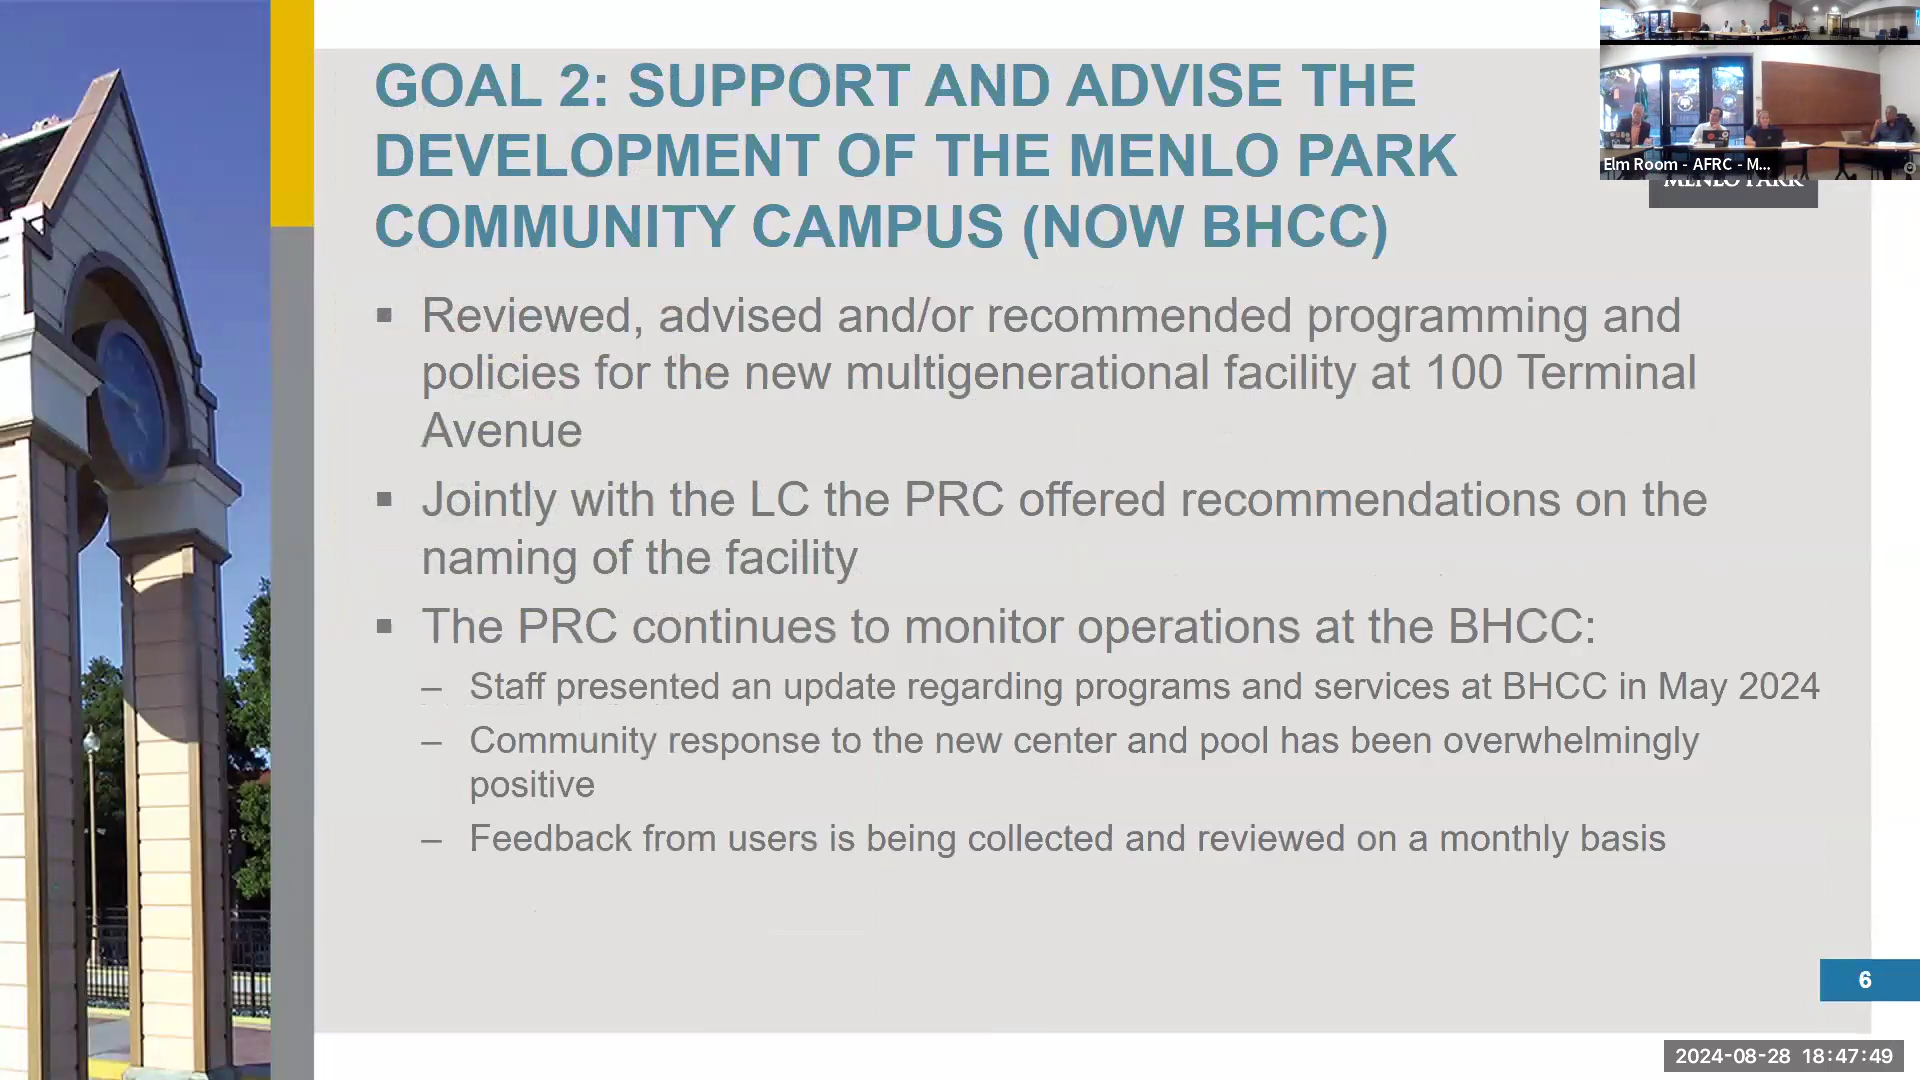 GOAL 2: SUPPORT AND ADVISE THE
DEVELOPMENT OF THE MENLO PARK
COMMUNITY CAMPUS (NOW BHCC)
Elm Room - AFRC - M...
MENLO PARK
▪ Reviewed, advised and/or recommended programming and
policies for the new multigenerational facility at 100 Terminal
Avenue
▪ Jointly with the LC the PRC offered recommendations on the
naming of the facility
▪ The PRC continues to monitor operations at the BHCC:
– Staff presented an update regarding programs and services at BHCC in May 2024
– Community response to the new center and pool has been overwhelmingly
positive
– Feedback from users is being collected and reviewed on a monthly basis
6
2024-08-28 18:47:49